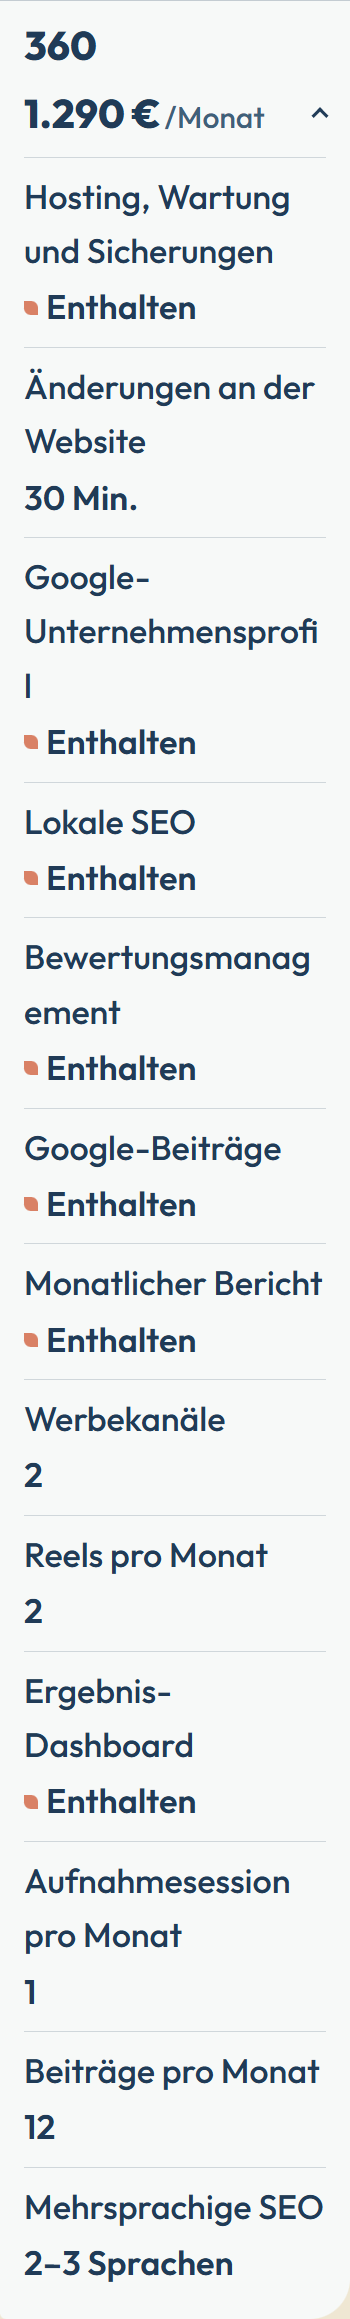 360
1.290 € /Monat
Hosting, Wartung
und Sicherungen
Enthalten
Änderungen an der
Website
30 Min.
Google-
Unternehmensprofi
l
Enthalten
Lokale SEO
Enthalten
Bewertungsmanag
ement
Enthalten
Google-Beiträge
Enthalten
Monatlicher Bericht
Enthalten
Werbekanäle
2
Reels pro Monat
2
Ergebnis-
Dashboard
Enthalten
Aufnahmesession
pro Monat
1
Beiträge pro Monat
12
Mehrsprachige SEO
2–3 Sprachen